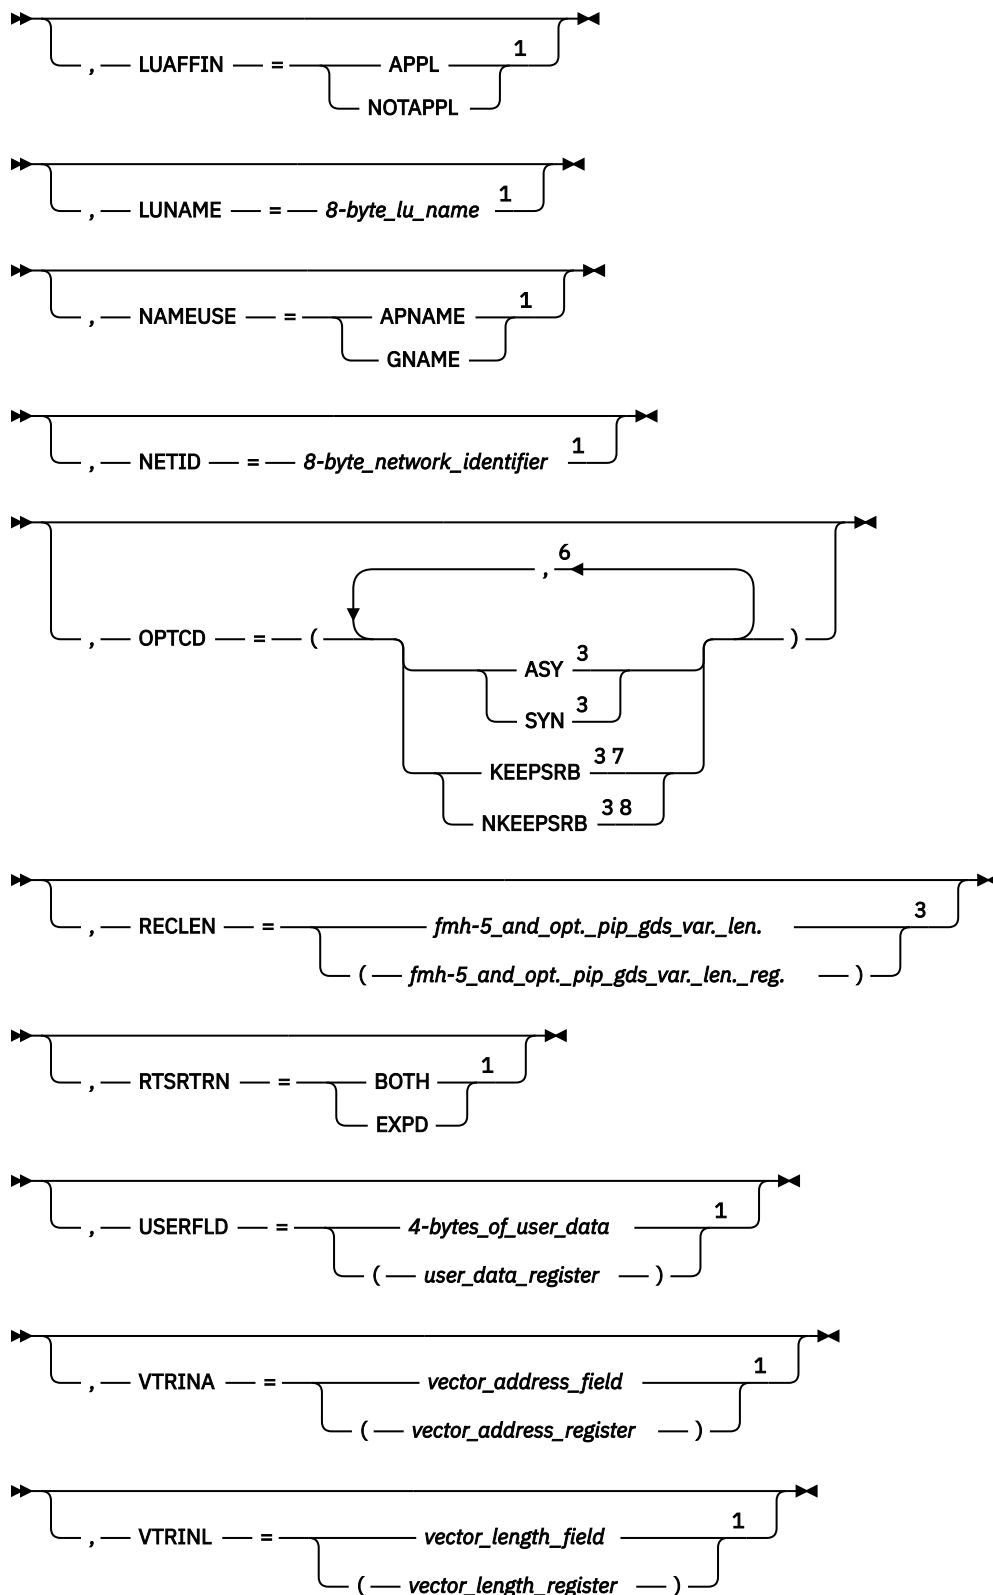 , LUAFFIN = APPL 1
NOTAPPL
, LUNAME = 8-byte_lu_name 1
, NAMEUSE = APNAME 1
GNAME
, NETID = 8-byte_network_identifier 1
, 6
, OPTCD = ( )
ASY 3
SYN 3
KEEPSRB 3 7
NKEEPSRB 3 8
, RECLEN = fmh-5_and_opt._pip_gds_var._len. 3
( fmh-5_and_opt._pip_gds_var._len._reg. )
, RTSRTRN = BOTH 1
EXPD
, USERFLD = 4-bytes_of_user_data 1
( user_data_register )
, VTRINA = vector_address_field 1
( vector_address_register )
, VTRINL = vector_length_field 1
( vector_length_register )